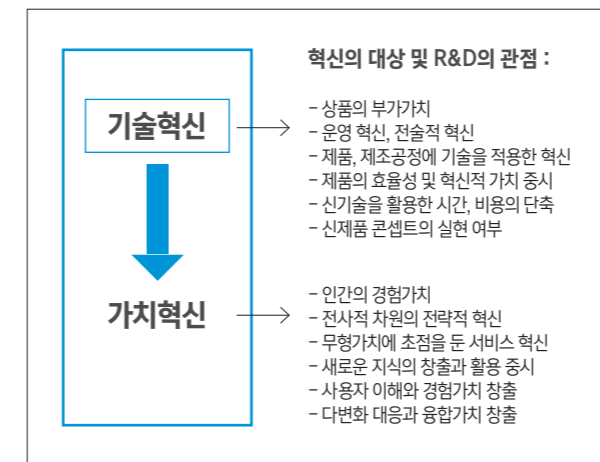 혁신의 대상 및 R&D의 관점 :
기술혁신
- 상품의 부가가치
- 운영 혁신, 전술적 혁신
- 제품, 제조공정에 기술을 적용한 혁신
- 제품의 효율성 및 혁신적 가치 중시
- 신기술을 활용한 시간, 비용의 단축
- 신제품 콘셉트의 실현 여부
가치혁신
- 인간의 경험가치
- 전사적 차원의 전략적 혁신
- 무형가치에 초점을 둔 서비스 혁신
- 새로운 지식의 창출과 활용 중시
- 사용자 이해와 경험가치 창출
- 다변화 대응과 융합가치 창출